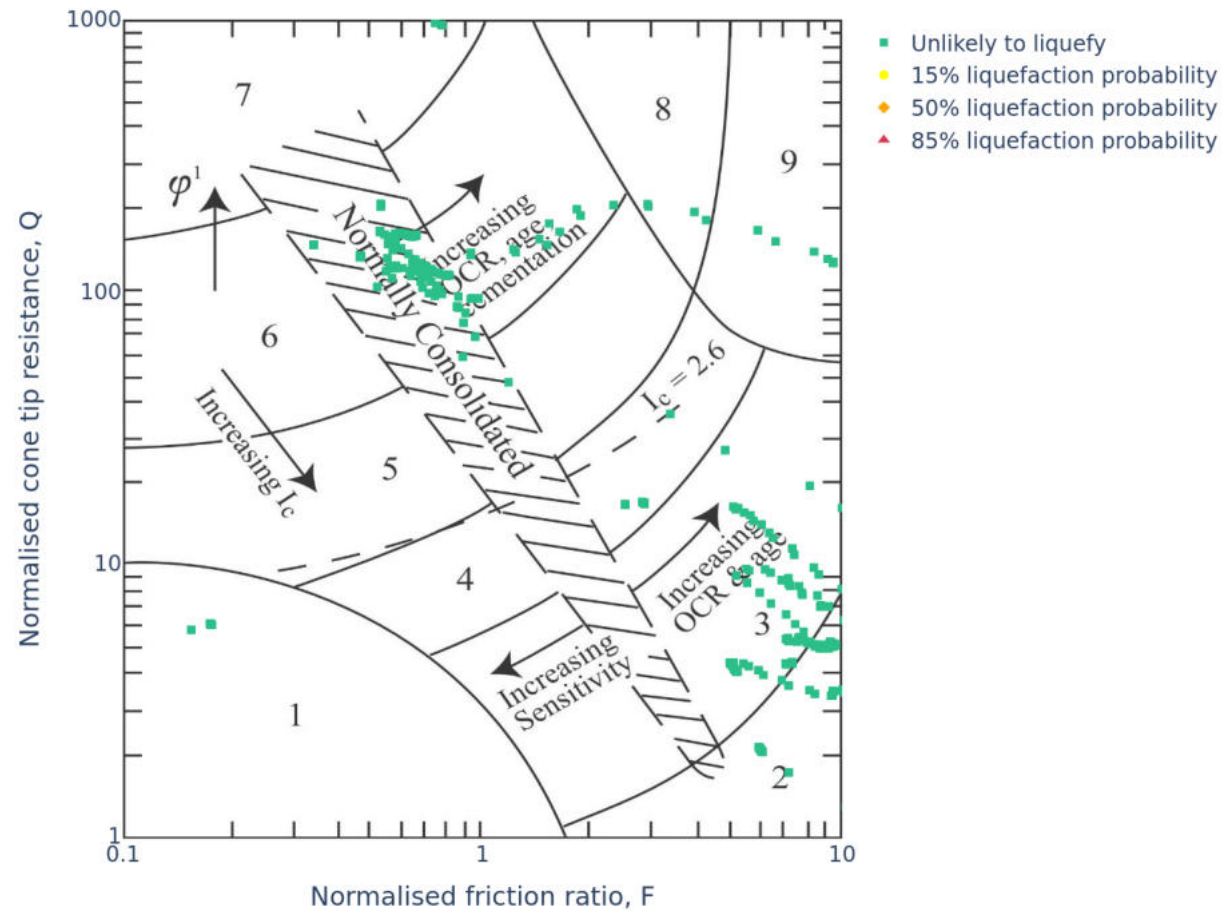 1000
100
10
1
0.1
1
10
Normalised cone tip resistance, Q
Normalised friction ratio, F
Unlikely to liquefy
15% liquefaction probability
50% liquefaction probability
85% liquefaction probability
7
8
9
φ¹
6
5
4
3
2
1
Increasing
OCR, age
cementation
Normally Consolidated
Increasing Ic
Ic = 2.6
Increasing
OCR & age
Increasing
Sensitivity